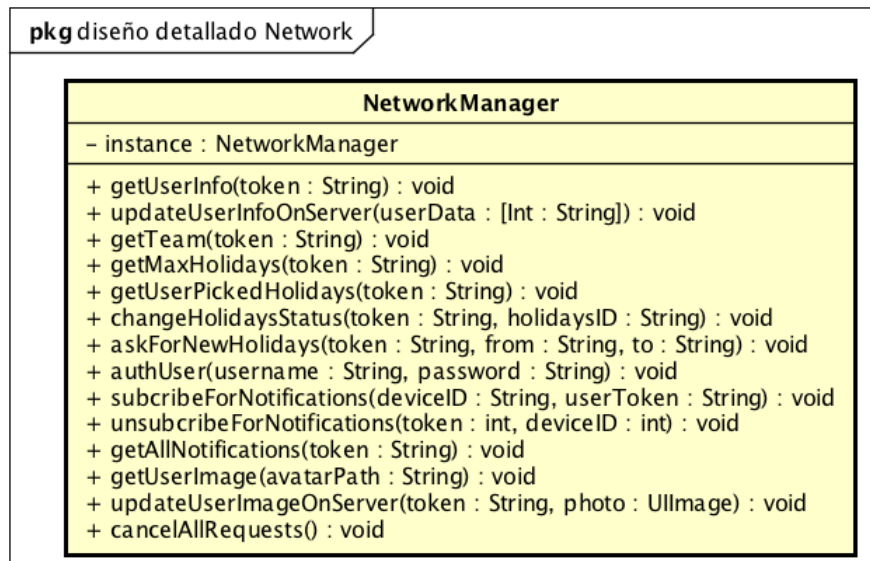 pkg diseño detallado Network
NetworkManager
– instance : NetworkManager
+ getUserInfo(token : String) : void
+ updateUserInfoOnServer(userData : [Int : String]) : void
+ getTeam(token : String) : void
+ getMaxHolidays(token : String) : void
+ getUserPickedHolidays(token : String) : void
+ changeHolidaysStatus(token : String, holidaysID : String) : void
+ askForNewHolidays(token : String, from : String, to : String) : void
+ authUser(username : String, password : String) : void
+ subcribeForNotifications(deviceID : String, userToken : String) : void
+ unsubcribeForNotifications(token : int, deviceID : int) : void
+ getAllNotifications(token : String) : void
+ getUserImage(avatarPath : String) : void
+ updateUserImageOnServer(token : String, photo : UIImage) : void
+ cancelAllRequests() : void